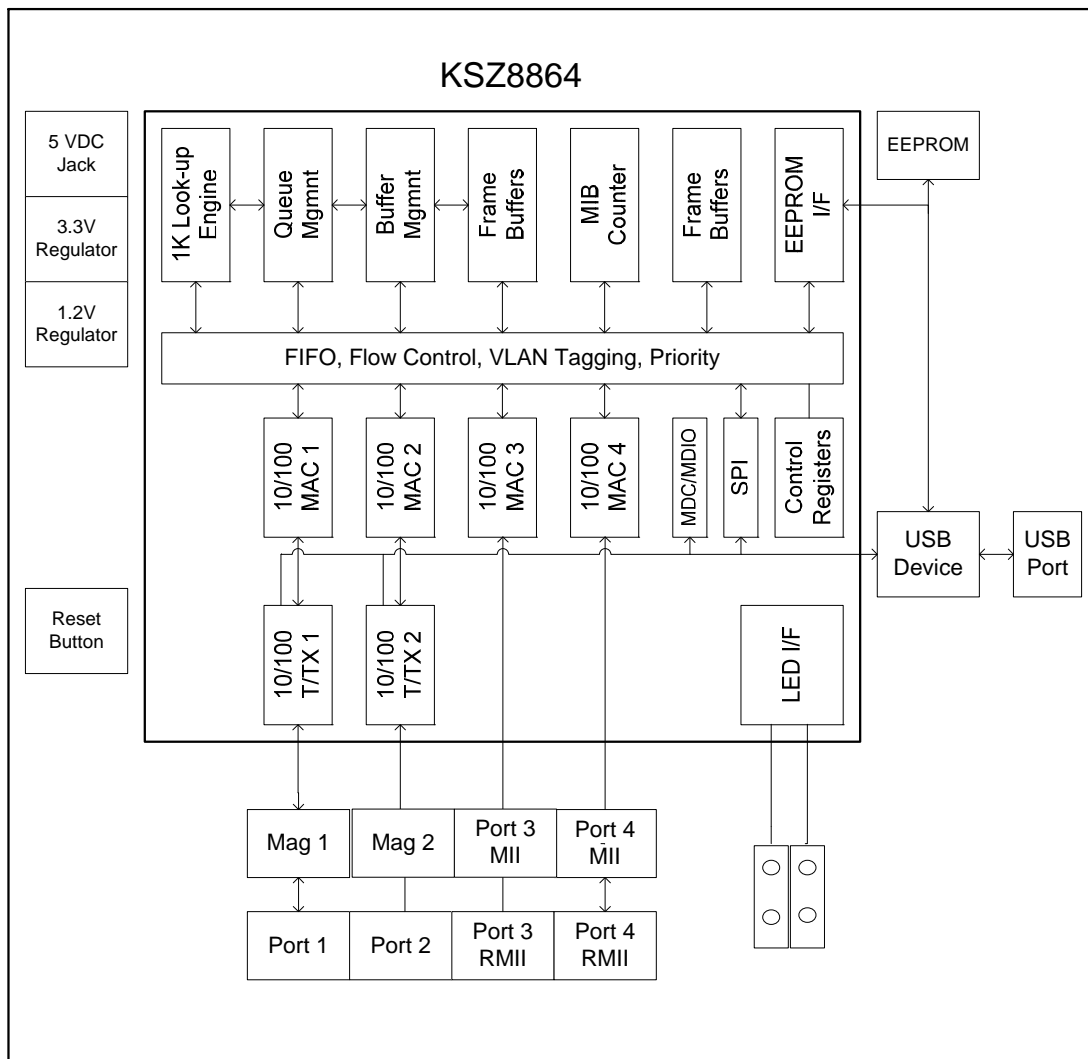 KSZ8864
5 VDC
Jack
3.3V
Regulator
1.2V
Regulator
1K Look-up
Engine
Queue
Mgmnt
Buffer
Mgmnt
Frame
Buffers
MIB
Counter
Frame
Buffers
EEPROM
I/F
EEPROM
FIFO, Flow Control, VLAN Tagging, Priority
10/100
MAC 1
10/100
MAC 2
10/100
MAC 3
10/100
MAC 4
MDC/MDIO
SPI
Control
Registers
USB
Device
USB
Port
Reset
Button
10/100
T/TX 1
10/100
T/TX 2
LED I/F
Mag 1
Mag 2
Port 3
MII
Port 4
MII
Port 1
Port 2
Port 3
RMII
Port 4
RMII